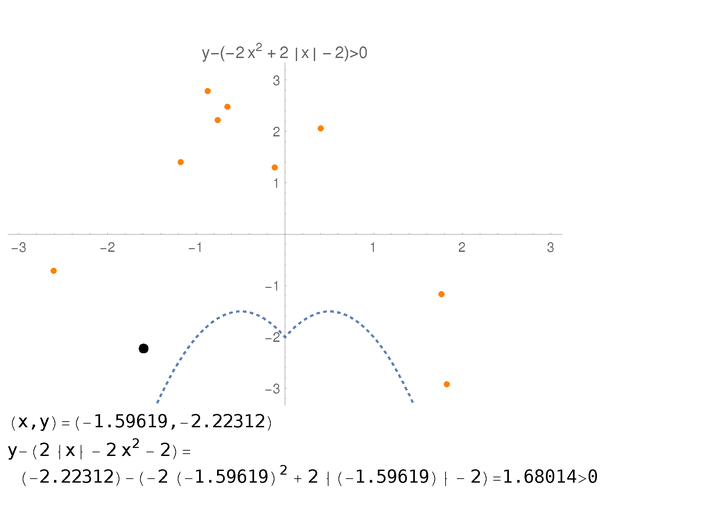 y−(−2 x² + 2 |x| − 2)>0
3
2
1
−3 −2 −1 1 2 3
−1
−2
−3
(x,y)=(−1.59619,−2.22312)
y−(2 |x| − 2 x² − 2)=
(−2.22312)−(−2 (−1.59619)² + 2 |(−1.59619)| − 2)=1.68014>0